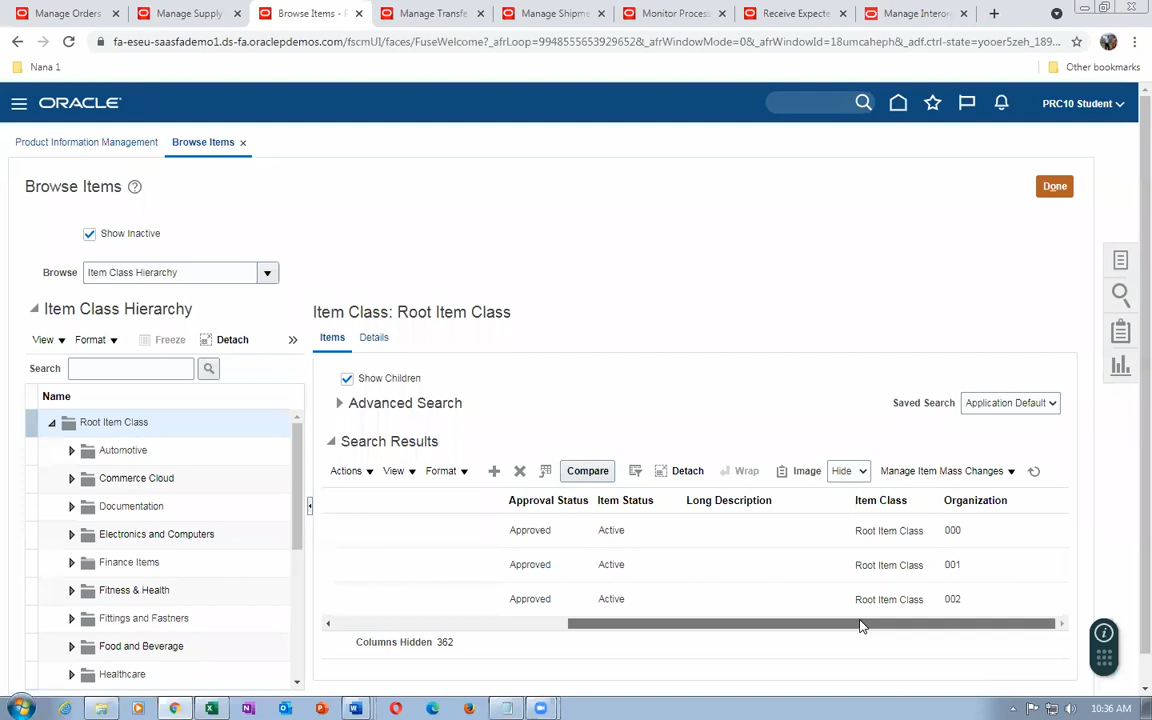 Manage Orders
Manage Supply
Browse Items - P
Manage Transfe
Manage Shipme
Monitor Process
Receive Expecte
Manage Interor
fa-eseu-saasfademo1.ds-fa.oraclepdemos.com/fscmUI/faces/FuseWelcome?_afrLoop=9948555653929652&_afrWindowMode=0&_afrWindowId=18umcaheph&_adf.ctrl-state=yooer5zeh_189...
Nana 1
Other bookmarks
ORACLE
PRC10 Student
Product Information Management
Browse Items
Browse Items
Done
Show Inactive
Browse
Item Class Hierarchy
Item Class Hierarchy
Item Class: Root Item Class
View
Format
Freeze
Detach
Items
Details
Search
Show Children
Name
Advanced Search
Saved Search
Application Default
Root Item Class
Automotive
Commerce Cloud
Documentation
Electronics and Computers
Finance Items
Fitness & Health
Fittings and Fastners
Food and Beverage
Healthcare
Search Results
Actions
View
Format
Compare
Detach
Wrap
Image
Hide
Manage Item Mass Changes
Approval Status
Item Status
Long Description
Item Class
Organization
Approved
Active
Root Item Class
000
Approved
Active
Root Item Class
001
Approved
Active
Root Item Class
002
Columns Hidden 362
10:36 AM